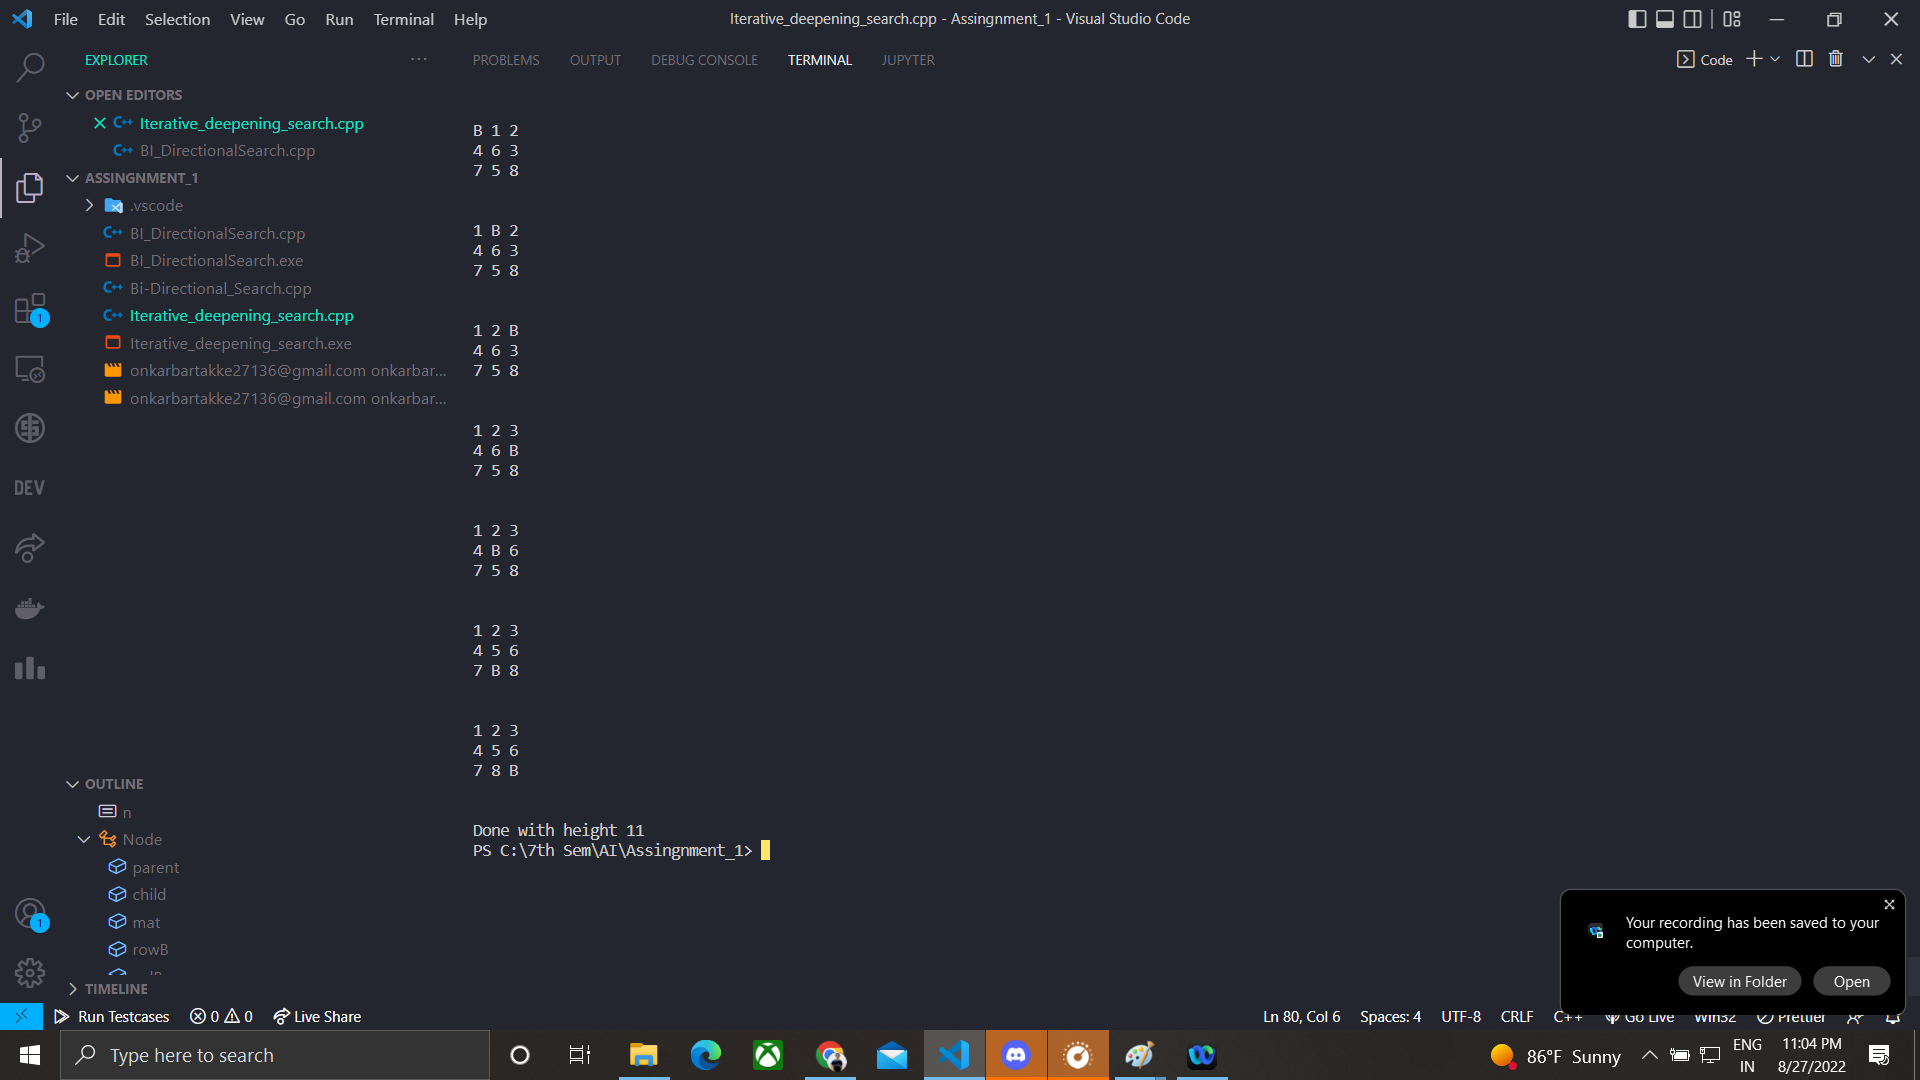 File Edit Selection View Go Run Terminal Help
Iterative_deepening_search.cpp - Assingnment_1 - Visual Studio Code
EXPLORER
OPEN EDITORS
Iterative_deepening_search.cpp
BI_DirectionalSearch.cpp
ASSINGNMENT_1
.vscode
BI_DirectionalSearch.cpp
BI_DirectionalSearch.exe
Bi-Directional_Search.cpp
Iterative_deepening_search.cpp
Iterative_deepening_search.exe
onkarbartakke27136@gmail.com onkarbar...
onkarbartakke27136@gmail.com onkarbar...
OUTLINE
n
Node
parent
child
mat
rowB
TIMELINE
DEV
1
1
PROBLEMS OUTPUT DEBUG CONSOLE TERMINAL JUPYTER
Code
B 1 2
4 6 3
7 5 8
1 B 2
4 6 3
7 5 8
1 2 B
4 6 3
7 5 8
1 2 3
4 6 B
7 5 8
1 2 3
4 B 6
7 5 8
1 2 3
4 5 6
7 B 8
1 2 3
4 5 6
7 8 B
Done with height 11
PS C:\7th Sem\AI\Assingnment_1>
Your recording has been saved to your
computer.
View in Folder Open
Run Testcases 0 0 Live Share
Ln 80, Col 6 Spaces: 4 UTF-8 CRLF C++ Go Live Win32 Prettier
Type here to search
86°F Sunny
ENG
IN
11:04 PM
8/27/2022